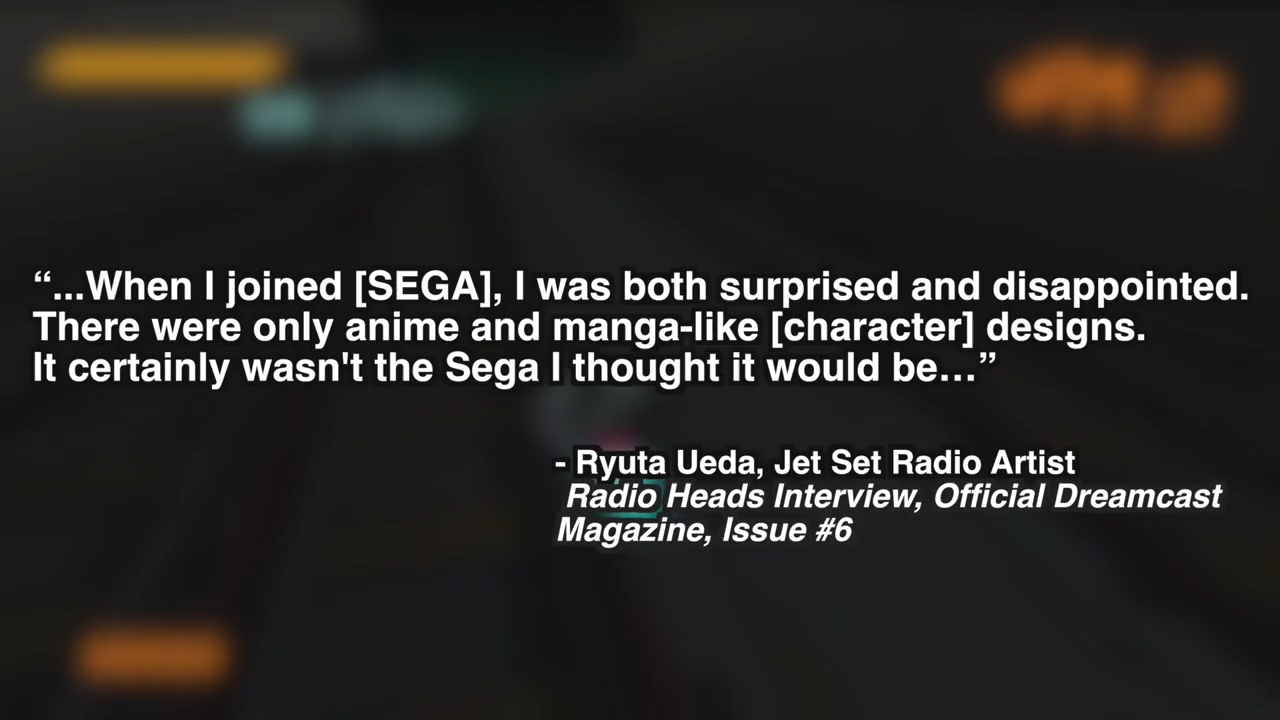 “...When I joined [SEGA], I was both surprised and disappointed.
There were only anime and manga-like [character] designs.
It certainly wasn't the Sega I thought it would be...”
- Ryuta Ueda, Jet Set Radio Artist
Radio Heads Interview, Official Dreamcast
Magazine, Issue #6